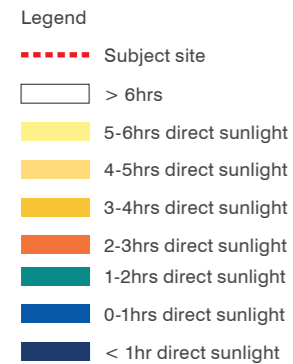 Legend
Subject site
> 6hrs
5-6hrs direct sunlight
4-5hrs direct sunlight
3-4hrs direct sunlight
2-3hrs direct sunlight
1-2hrs direct sunlight
0-1hrs direct sunlight
< 1hr direct sunlight